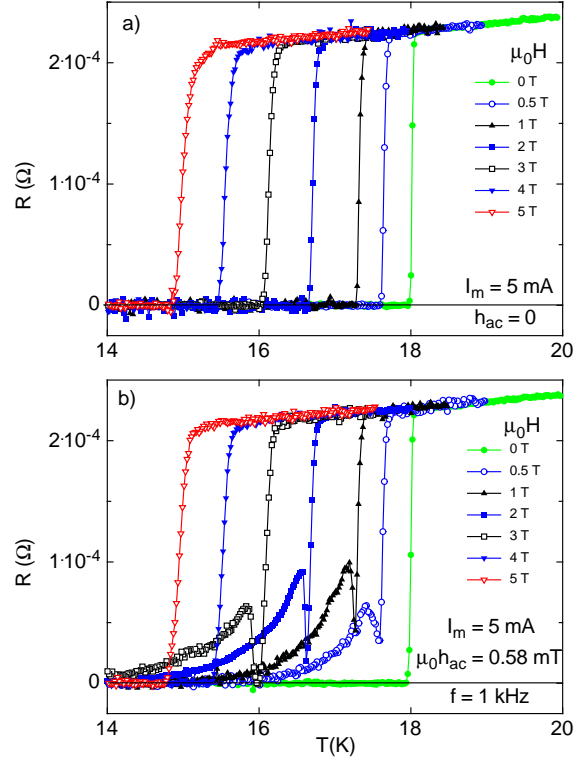 a)
μ₀H
0 T
0.5 T
1 T
2 T
3 T
4 T
5 T
2·10⁻⁴
1·10⁻⁴
0
R (Ω)
Iₘ = 5 mA
h_ac = 0
14 16 18 20
b)
μ₀H
0 T
0.5 T
1 T
2 T
3 T
4 T
5 T
2·10⁻⁴
1·10⁻⁴
0
R (Ω)
Iₘ = 5 mA
μ₀h_ac = 0.58 mT
f = 1 kHz
14 16 18 20
T(K)